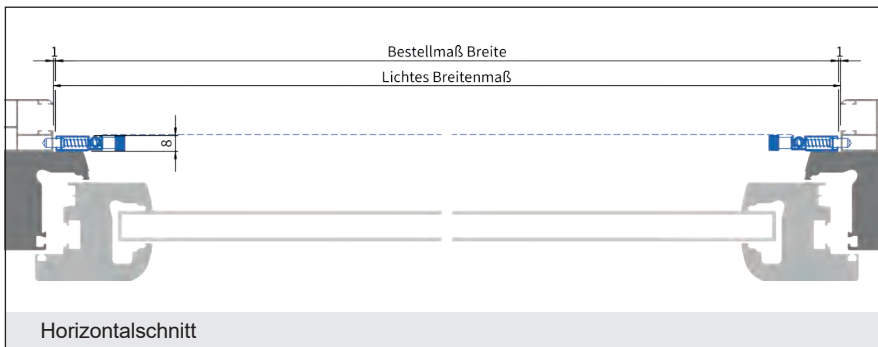 1 Bestellmaß Breite 1
Lichtes Breitenmaß
8
Horizontalschnitt